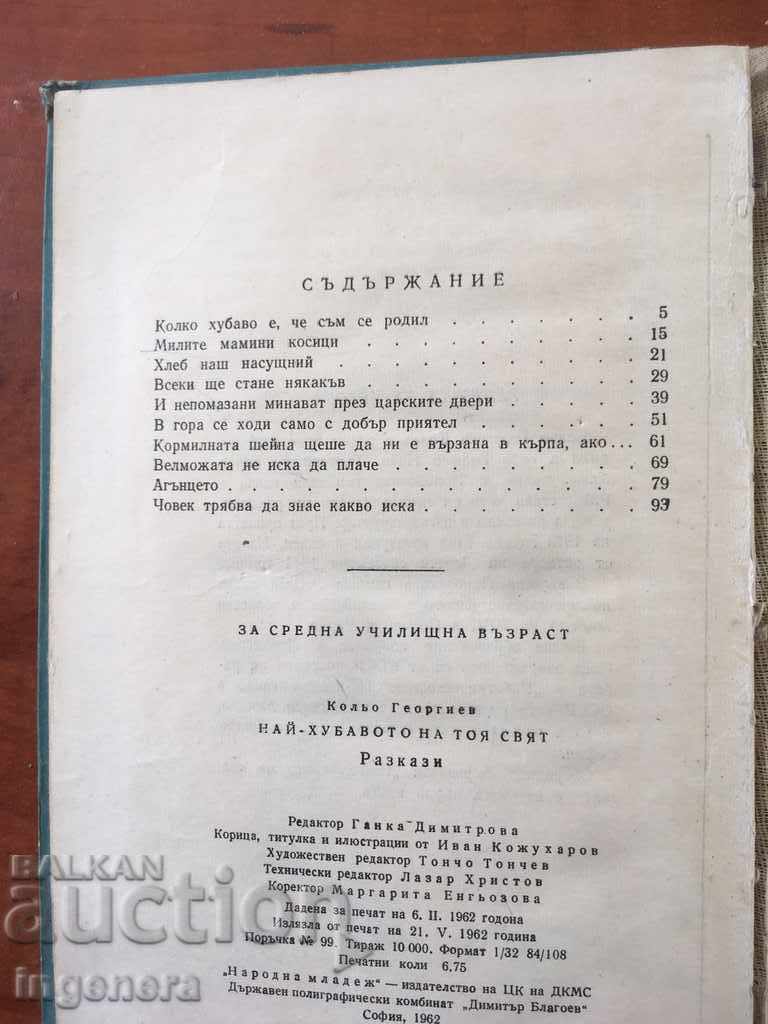 СЪДЪРЖАНИЕ
Колко хубаво е, че съм се родил . . . . . . . . 5
Милите мамини косици . . . . . . . . . . 15
Хлеб наш насущний . . . . . . . . . . . 21
Всеки ще стане някакъв . . . . . . . . . . 29
И непомазани минават през царските двери . . . . . 39
В гора се ходи само с добър приятел . . . . . . . 51
Кормилната шейна щеше да ни е вързана в кърпа, ако ... 61
Велможата не иска да плаче . . . . . . . . . 69
Агънцето . . . . . . . . . . . . . . . 79
Човек трябва да знае какво иска . . . . . . . . 93
ЗА СРЕДНА УЧИЛИЩНА ВЪЗРАСТ
Кольо Георгиев
НАЙ-ХУБАВОТО НА ТОЯ СВЯТ
Разкази
Редактор Ганка Димитрова
Корица, титулка и илюстрации от Иван Кожухаров
Художествен редактор Тончо Тончев
Технически редактор Лазар Христов
Коректор Маргарита Енгьозова
Дадена за печат на 6. II. 1962 годона
Излязла от печат на 21. V. 1962 година
Поръчка № 99. Тираж 10 000. Формат 1/32 84/108
Печатни коли 6.75
„Народна младеж" — издателство на ЦК на ДКМС
Държавен полиграфически комбинат „Димитър Благоев"
София, 1962
BALKAN
auction
ingenera